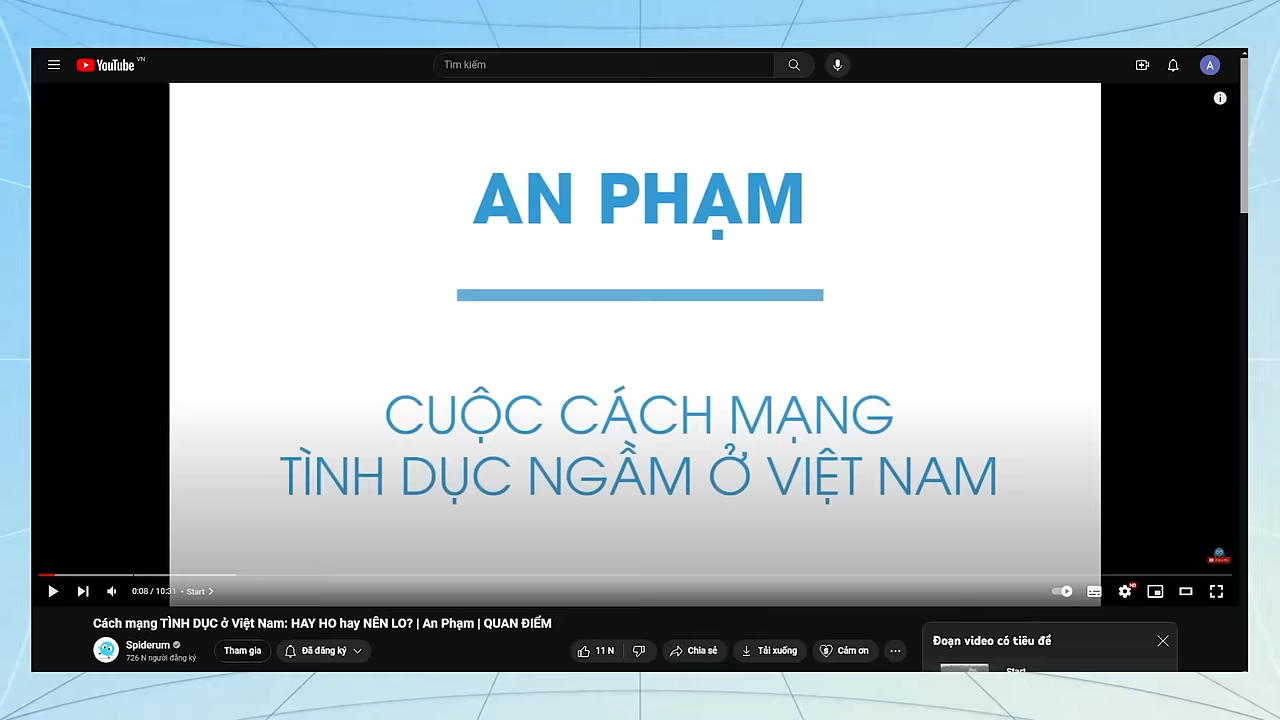 YouTube VN
Tìm kiếm
A
AN PHẠM
CUỘC CÁCH MẠNG
TÌNH DỤC NGẦM Ở VIỆT NAM
0:08 / 10:31 • Start
HD
Cách mạng TÌNH DỤC ở Việt Nam: HAY HO hay NÊN LO? | An Phạm | QUAN ĐIỂM
Spiderum
726 N người đăng ký
Tham gia
Đã đăng ký
11 N
Chia sẻ
Tải xuống
Cảm ơn
Đoạn video có tiêu đề
Start